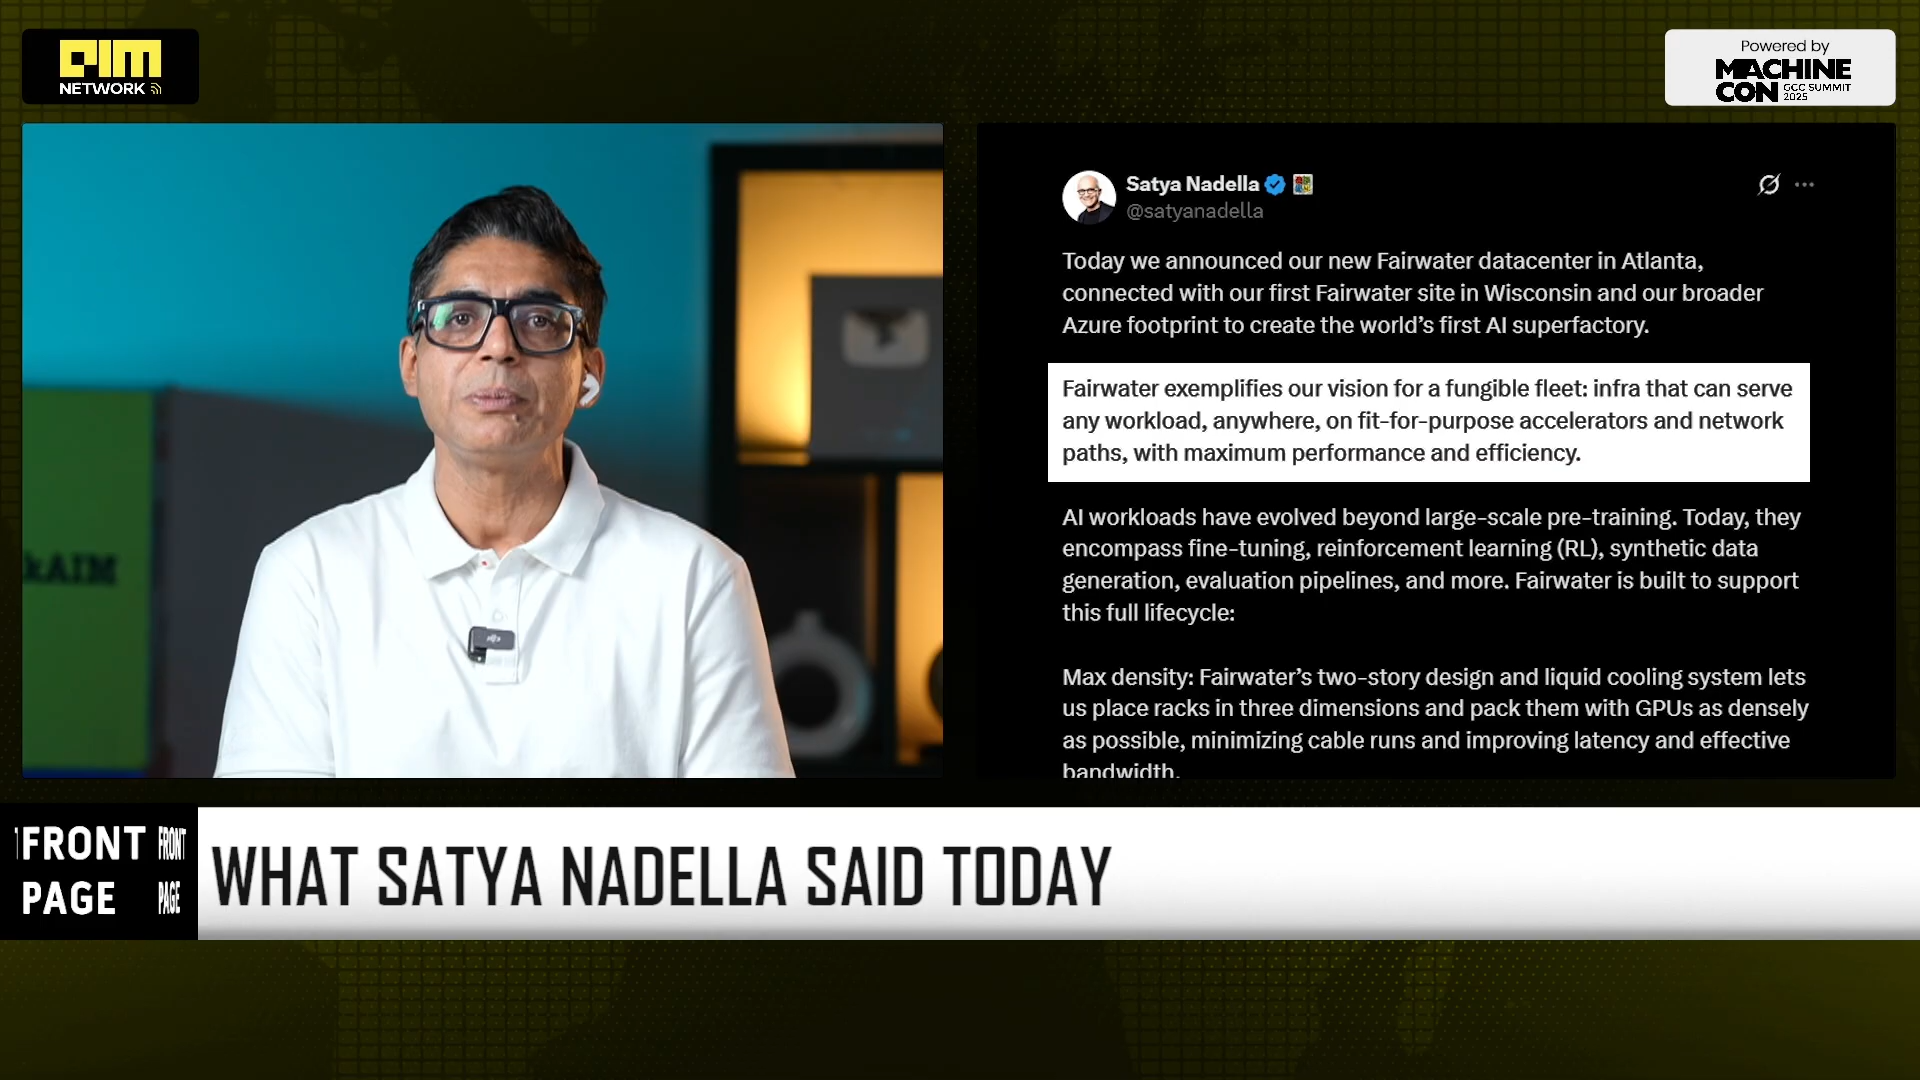 AIM
NETWORK
Powered by
MACHINE
CON GCC SUMMIT
2025
kAIM
Satya Nadella
@satyanadella
Today we announced our new Fairwater datacenter in Atlanta,
connected with our first Fairwater site in Wisconsin and our broader
Azure footprint to create the world’s first AI superfactory.
Fairwater exemplifies our vision for a fungible fleet: infra that can serve
any workload, anywhere, on fit-for-purpose accelerators and network
paths, with maximum performance and efficiency.
AI workloads have evolved beyond large-scale pre-training. Today, they
encompass fine-tuning, reinforcement learning (RL), synthetic data
generation, evaluation pipelines, and more. Fairwater is built to support
this full lifecycle:
Max density: Fairwater’s two-story design and liquid cooling system lets
us place racks in three dimensions and pack them with GPUs as densely
as possible, minimizing cable runs and improving latency and effective
bandwidth.
FRONT FRONT
PAGE PAGE
WHAT SATYA NADELLA SAID TODAY